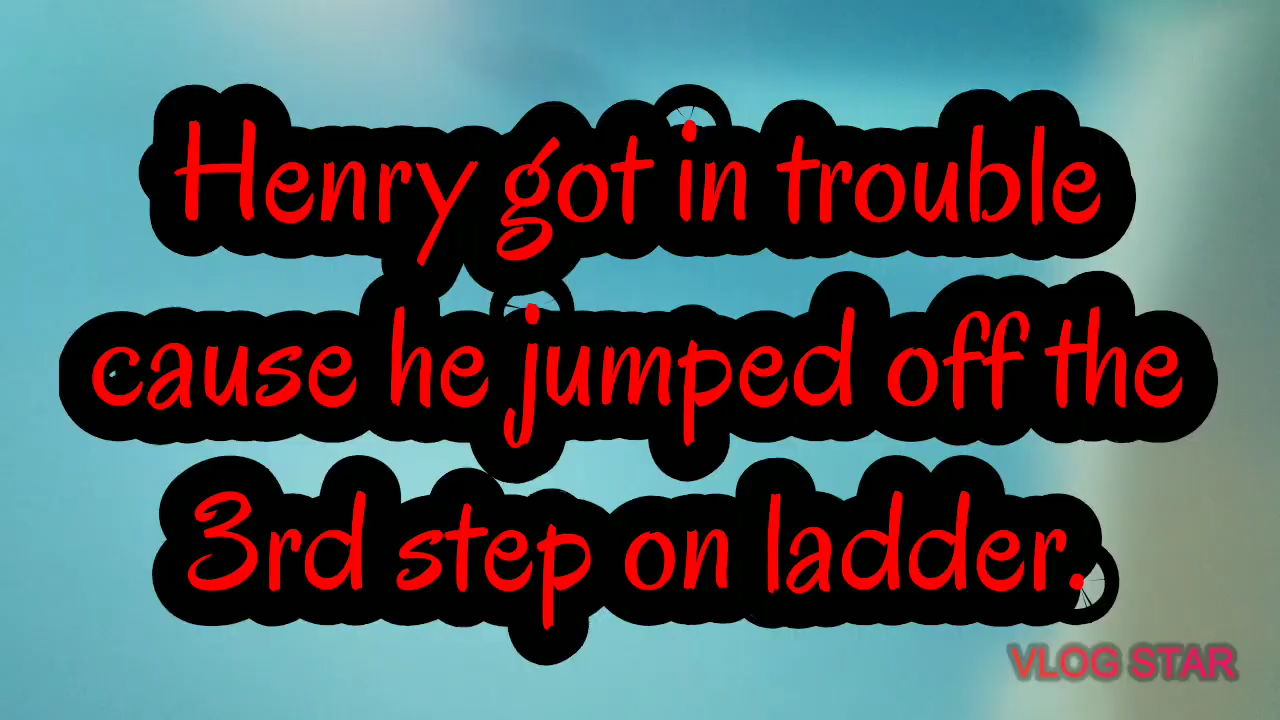 Henry got in trouble
cause he jumped off the
3rd step on ladder.
VLOG STAR